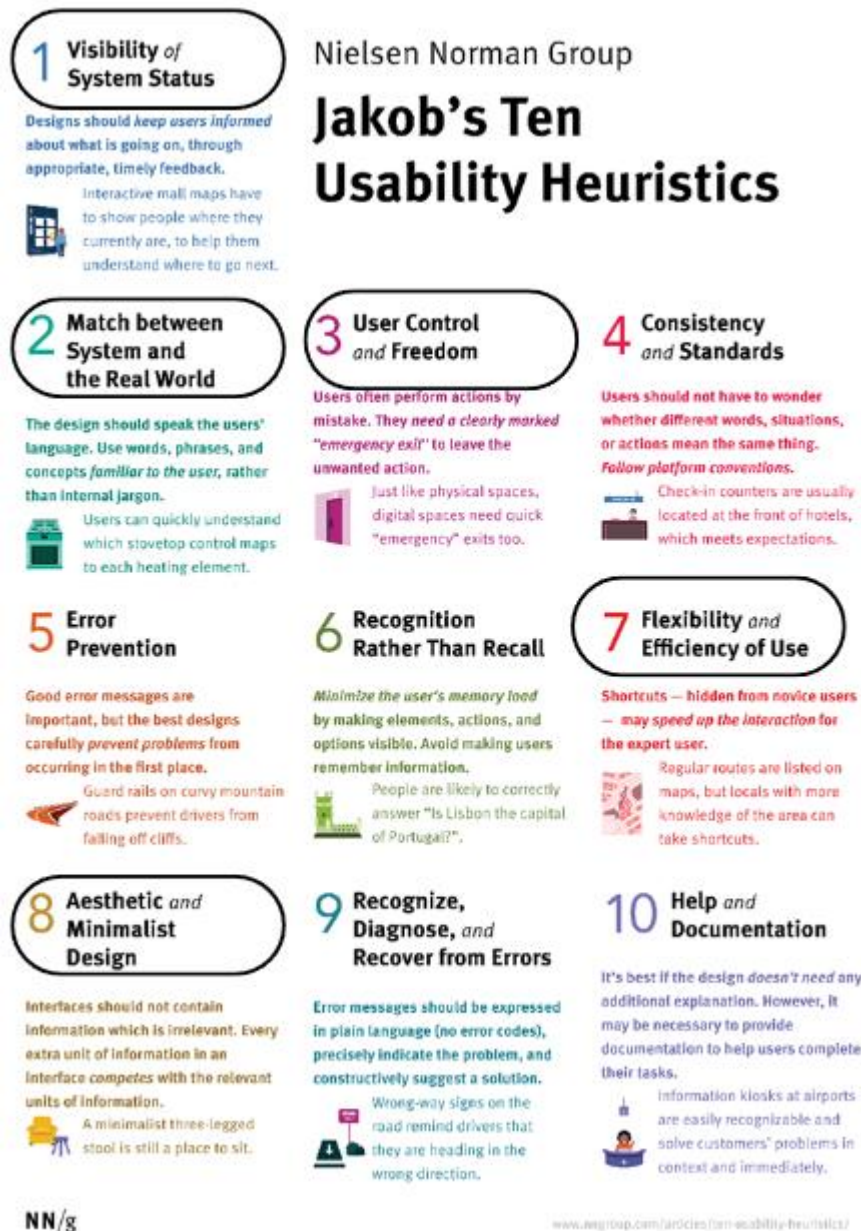 1 Visibility of
System Status
Designs should keep users informed
about what is going on, through
appropriate, timely feedback.
Interactive mall maps have
to show people where they
currently are, to help them
understand where to go next.
Nielsen Norman Group
Jakob's Ten
Usability Heuristics
2 Match between
System and
the Real World
The design should speak the users'
language. Use words, phrases, and
concepts familiar to the user, rather
than internal jargon.
Users can quickly understand
which stovetop control maps
to each heating element.
3 User Control
and Freedom
Users often perform actions by
mistake. They need a clearly marked
"emergency exit" to leave the
unwanted action.
Just like physical spaces,
digital spaces need quick
"emergency" exits too.
4 Consistency
and Standards
Users should not have to wonder
whether different words, situations,
or actions mean the same thing.
Follow platform conventions.
Check-in counters are usually
located at the front of hotels,
which meets expectations.
5 Error
Prevention
Good error messages are
important, but the best designs
carefully prevent problems from
occurring in the first place.
Guard rails on curvy mountain
roads prevent drivers from
falling off cliffs.
6 Recognition
Rather Than Recall
Minimize the user's memory load
by making elements, actions, and
options visible. Avoid making users
remember information.
People are likely to correctly
answer "Is Lisbon the capital
of Portugal?".
7 Flexibility and
Efficiency of Use
Shortcuts — hidden from novice users
— may speed up the interaction for
the expert user.
Regular routes are listed on
maps, but locals with more
knowledge of the area can
take shortcuts.
8 Aesthetic and
Minimalist
Design
Interfaces should not contain
information which is irrelevant. Every
extra unit of information in an
interface competes with the relevant
units of information.
A minimalist three-legged
stool is still a place to sit.
9 Recognize,
Diagnose, and
Recover from Errors
Error messages should be expressed
in plain language (no error codes),
precisely indicate the problem, and
constructively suggest a solution.
Wrong-way signs on the
road remind drivers that
they are heading in the
wrong direction.
10 Help and
Documentation
It's best if the design doesn't need any
additional explanation. However, it
may be necessary to provide
documentation to help users complete
their tasks.
Information kiosks at airports
are easily recognizable and
solve customers' problems in
context and immediately.
NN/g
www.nngroup.com/articles/ten-usability-heuristics/